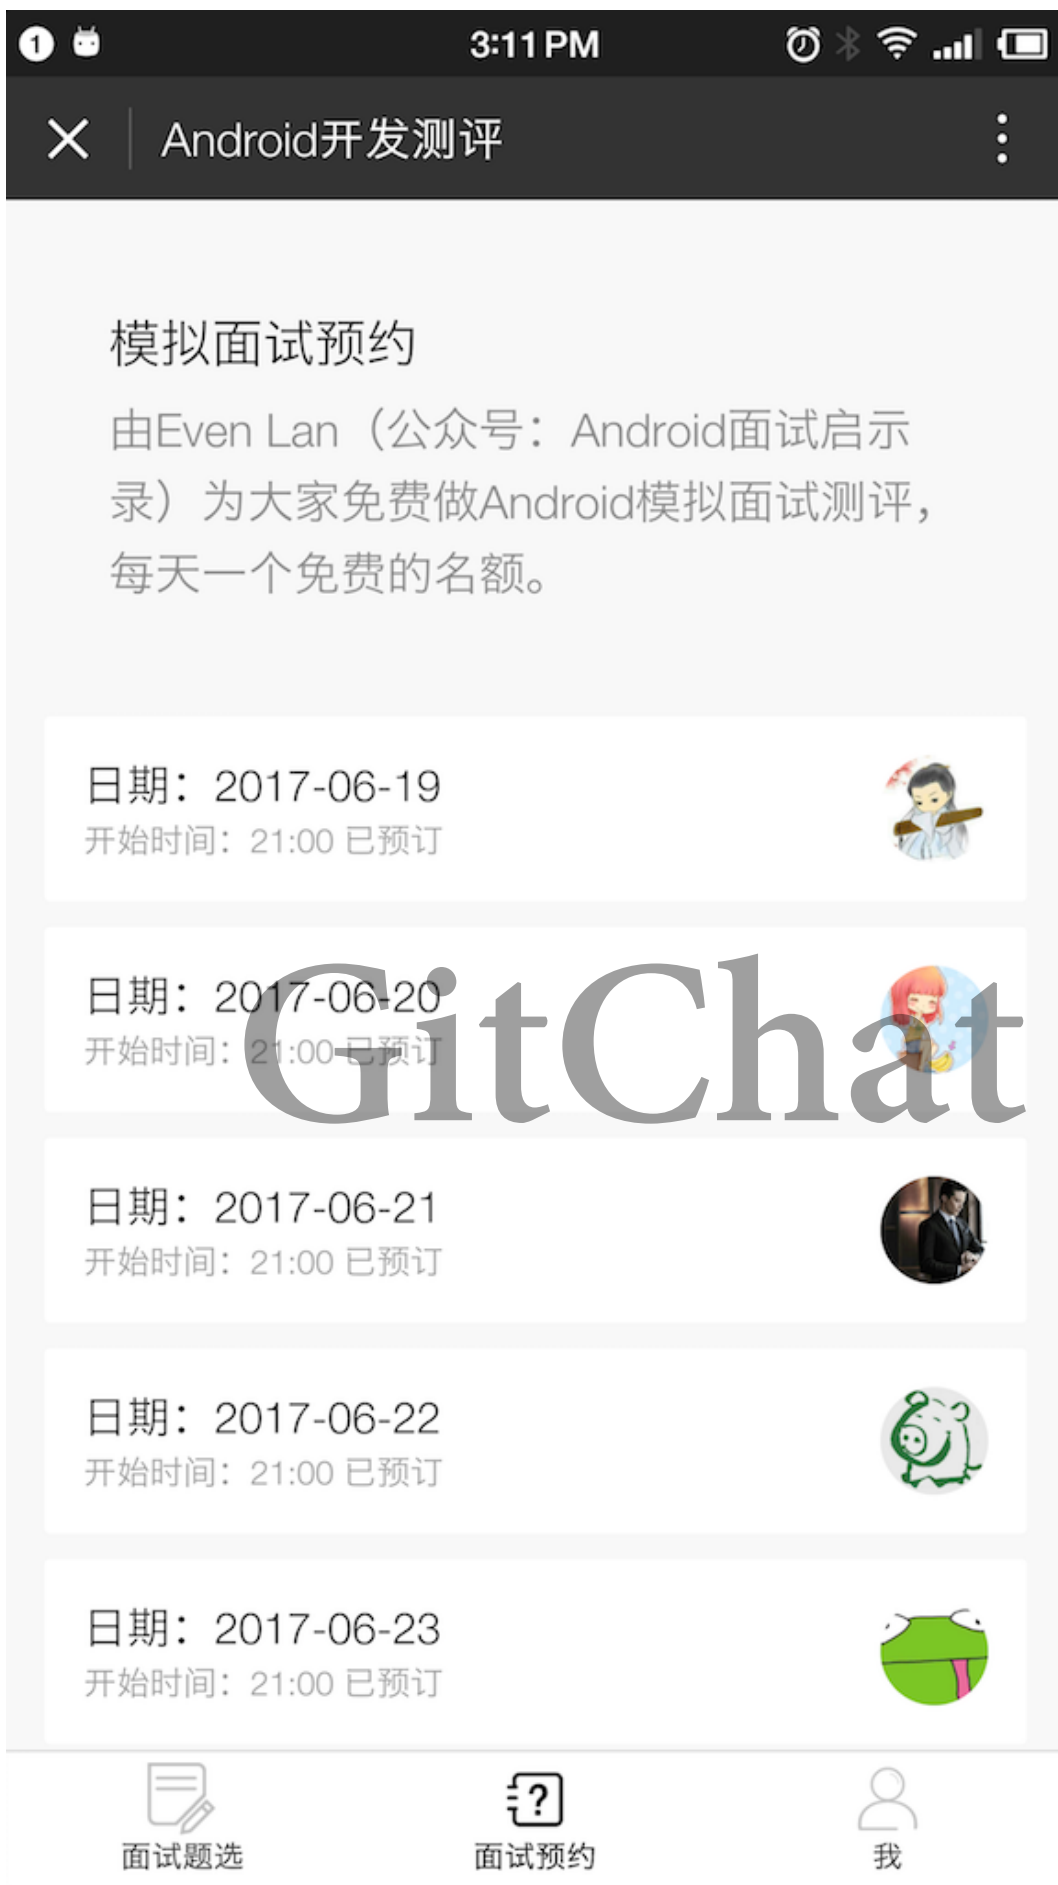 1
3:11 PM
Android开发测评
模拟面试预约
由Even Lan（公众号：Android面试启示
录）为大家免费做Android模拟面试测评，
每天一个免费的名额。
日期：2017-06-19
开始时间：21:00 已预订
日期：2017-06-20
开始时间：21:00 已预订
GitChat
日期：2017-06-21
开始时间：21:00 已预订
日期：2017-06-22
开始时间：21:00 已预订
日期：2017-06-23
开始时间：21:00 已预订
?
面试题选
面试预约
我